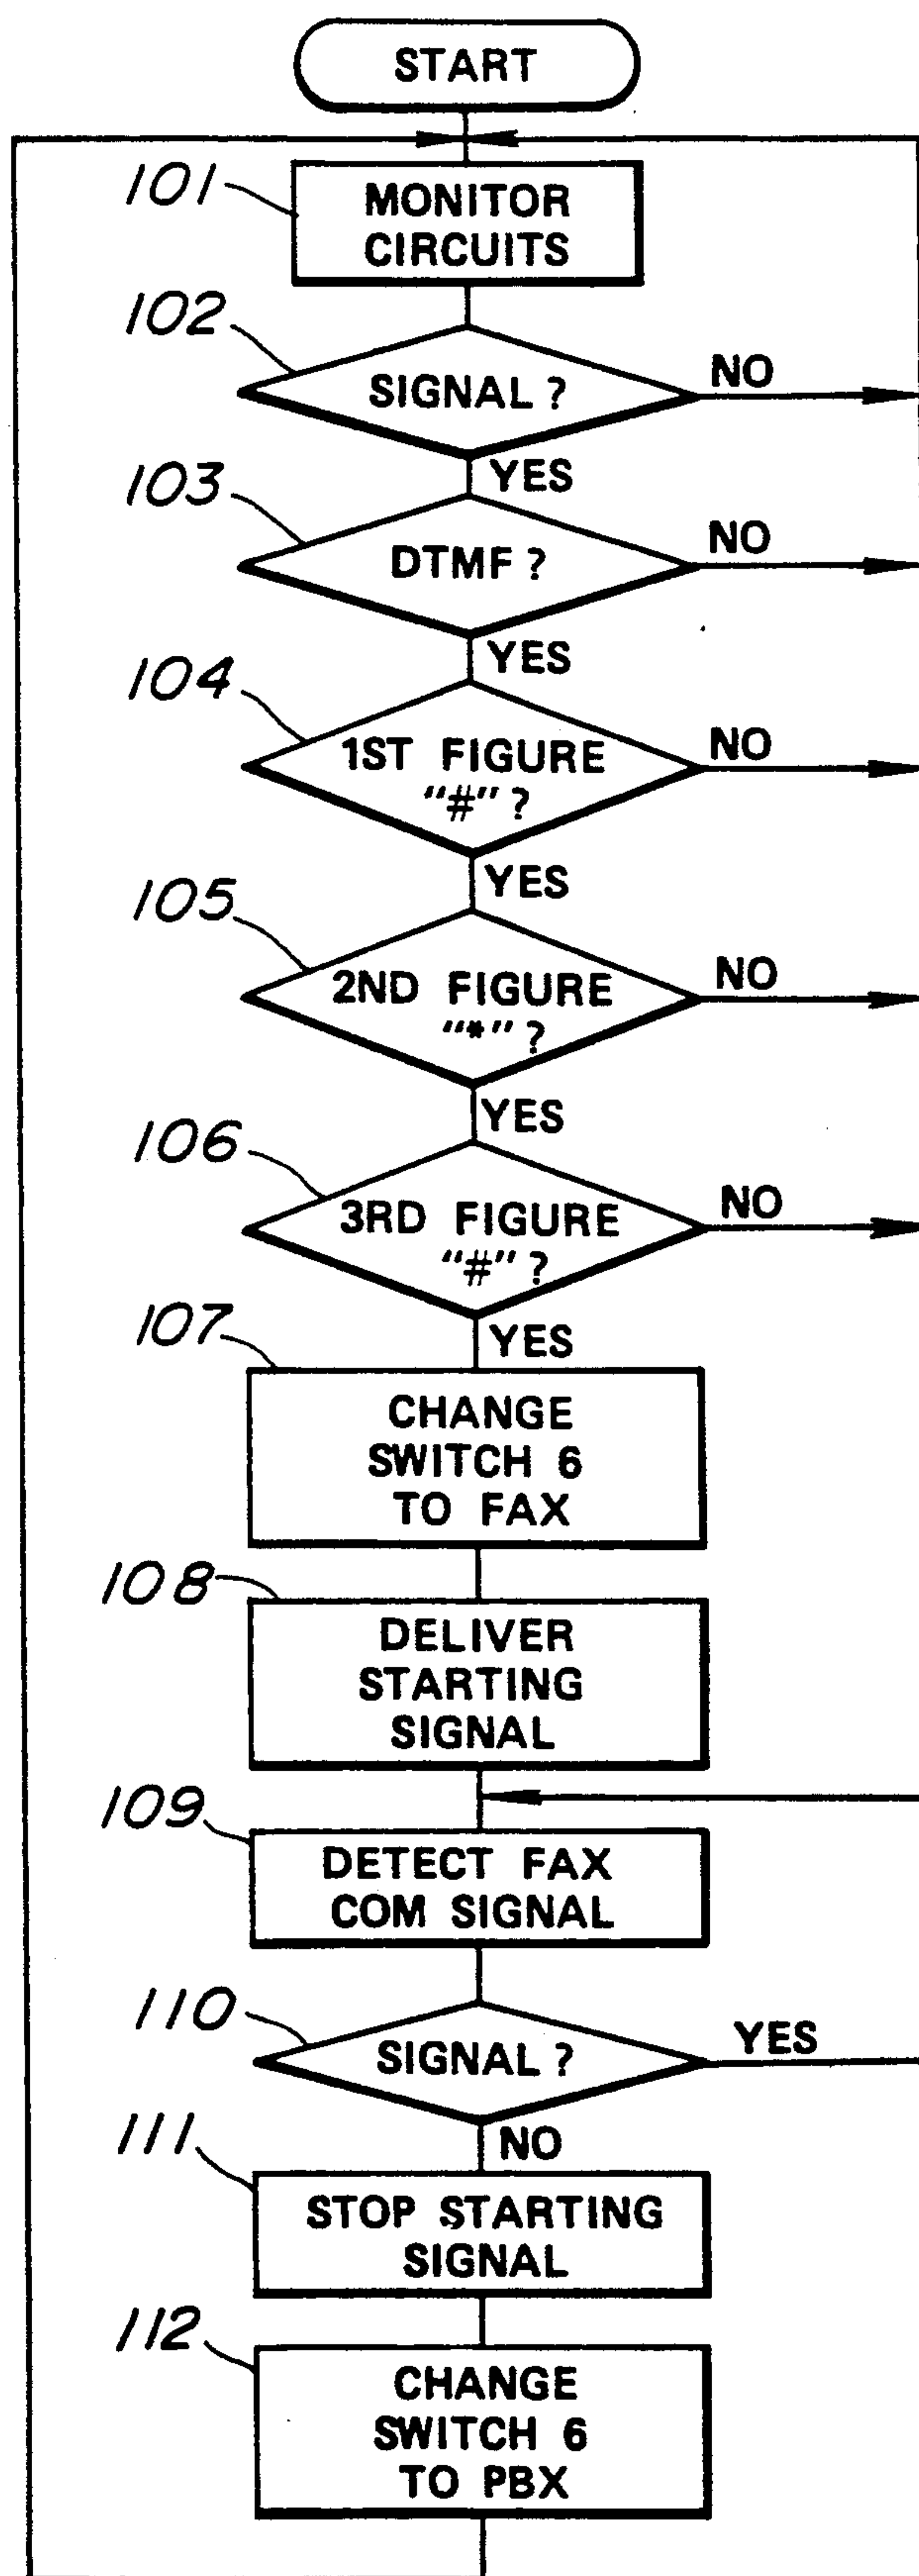 START
101
MONITOR
CIRCUITS
102
SIGNAL ?
NO
YES
103
DTMF ?
NO
YES
104
1ST FIGURE
"#" ?
NO
YES
105
2ND FIGURE
"*" ?
NO
YES
106
3RD FIGURE
"#" ?
NO
YES
107
CHANGE
SWITCH 6
TO FAX
108
DELIVER
STARTING
SIGNAL
109
DETECT FAX
COM SIGNAL
110
SIGNAL ?
YES
NO
111
STOP STARTING
SIGNAL
112
CHANGE
SWITCH 6
TO PBX